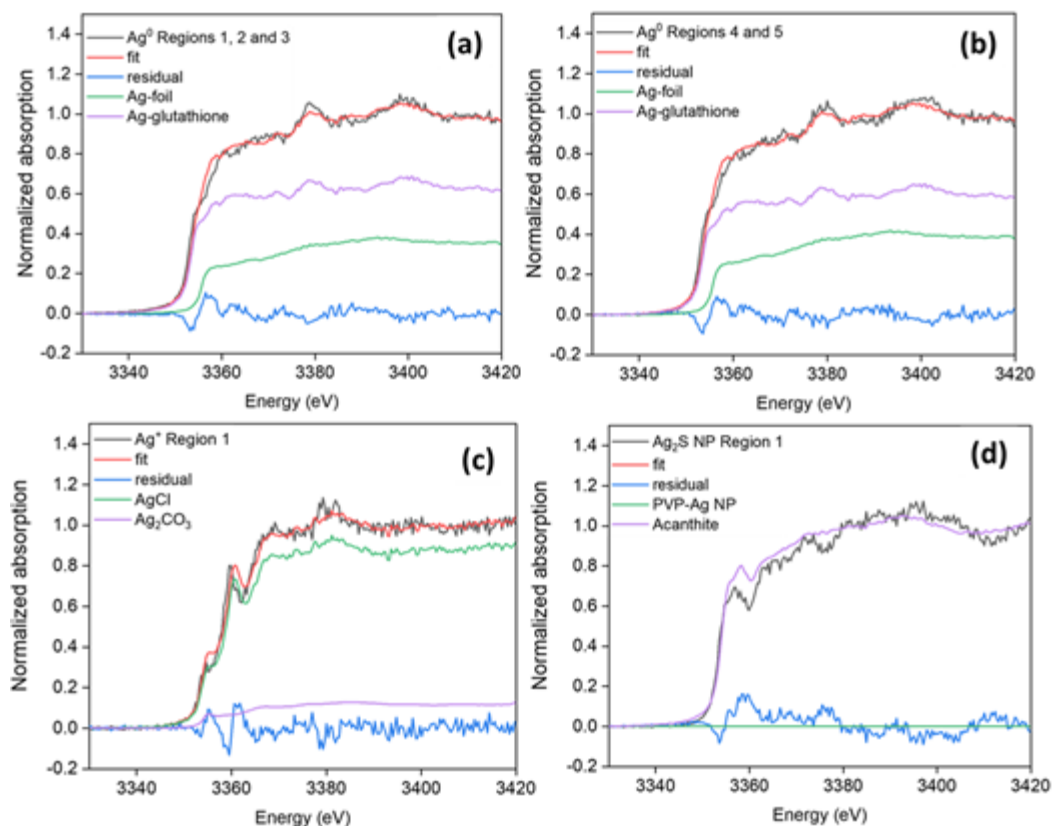 (a)
Ag⁰ Regions 1, 2 and 3
fit
residual
Ag-foil
Ag-glutathione
Normalized absorption
1.4
1.2
1.0
0.8
0.6
0.4
0.2
0.0
-0.2
3340 3360 3380 3400 3420
Energy (eV)
(b)
Ag⁰ Regions 4 and 5
fit
residual
Ag-foil
Ag-glutathione
Normalized absorption
1.4
1.2
1.0
0.8
0.6
0.4
0.2
0.0
-0.2
3340 3360 3380 3400 3420
Energy (eV)
(c)
Ag⁺ Region 1
fit
residual
AgCl
Ag₂CO₃
Normalized absorption
1.4
1.2
1.0
0.8
0.6
0.4
0.2
0.0
-0.2
3340 3360 3380 3400 3420
Energy (eV)
(d)
Ag₂S NP Region 1
fit
residual
PVP-Ag NP
Acanthite
Normalized absorption
1.4
1.2
1.0
0.8
0.6
0.4
0.2
0.0
-0.2
3340 3360 3380 3400 3420
Energy (eV)